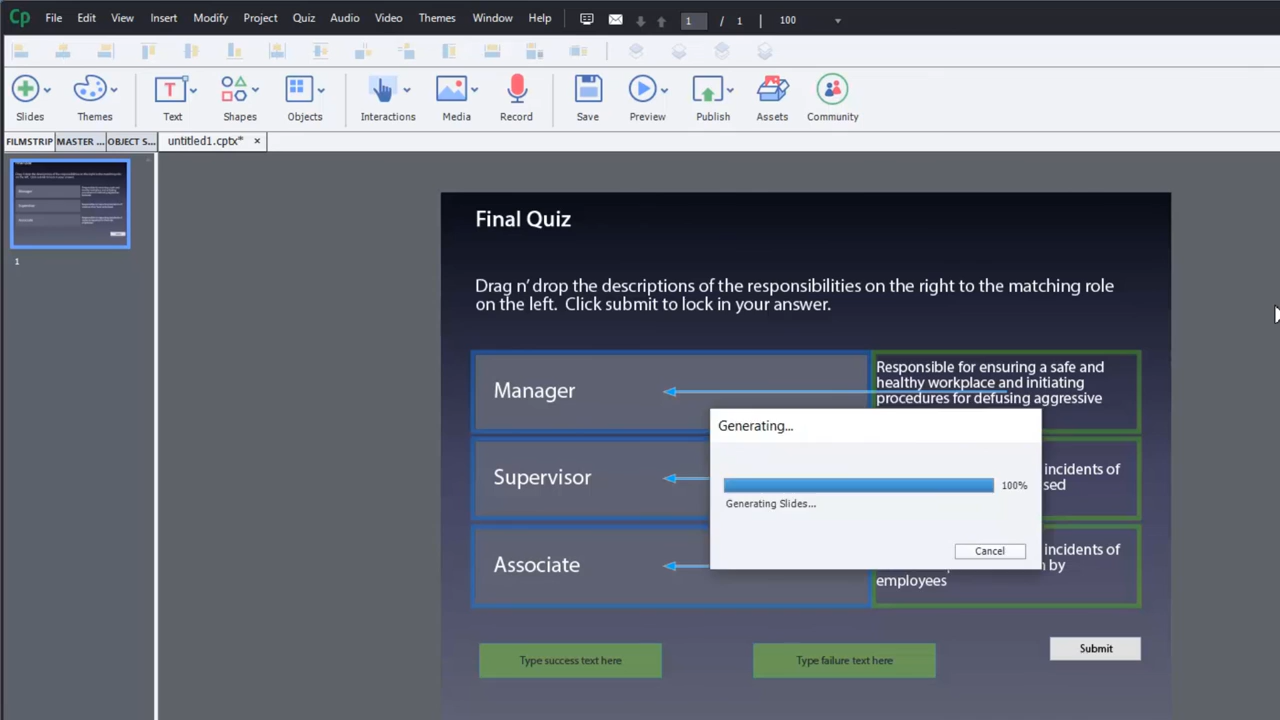 Cp File Edit View Insert Modify Project Quiz Audio Video Themes Window Help 1 / 1 100
Slides Themes Text Shapes Objects Interactions Media Record Save Preview Publish Assets Community
FILMSTRIP MASTER ... OBJECT S... untitled1.cptx* ×
Final Quiz
Drag n' drop the descriptions of the responsibilities on the right to the matching role
on the left. Click submit to lock in your answer.
Manager
Responsible for ensuring a safe and
healthy workplace and initiating
procedures for defusing aggressive
Generating...
100%
Generating Slides...
Cancel
Supervisor
incidents of
Associate
incidents of
by
employees
Type success text here
Type failure text here
Submit
1